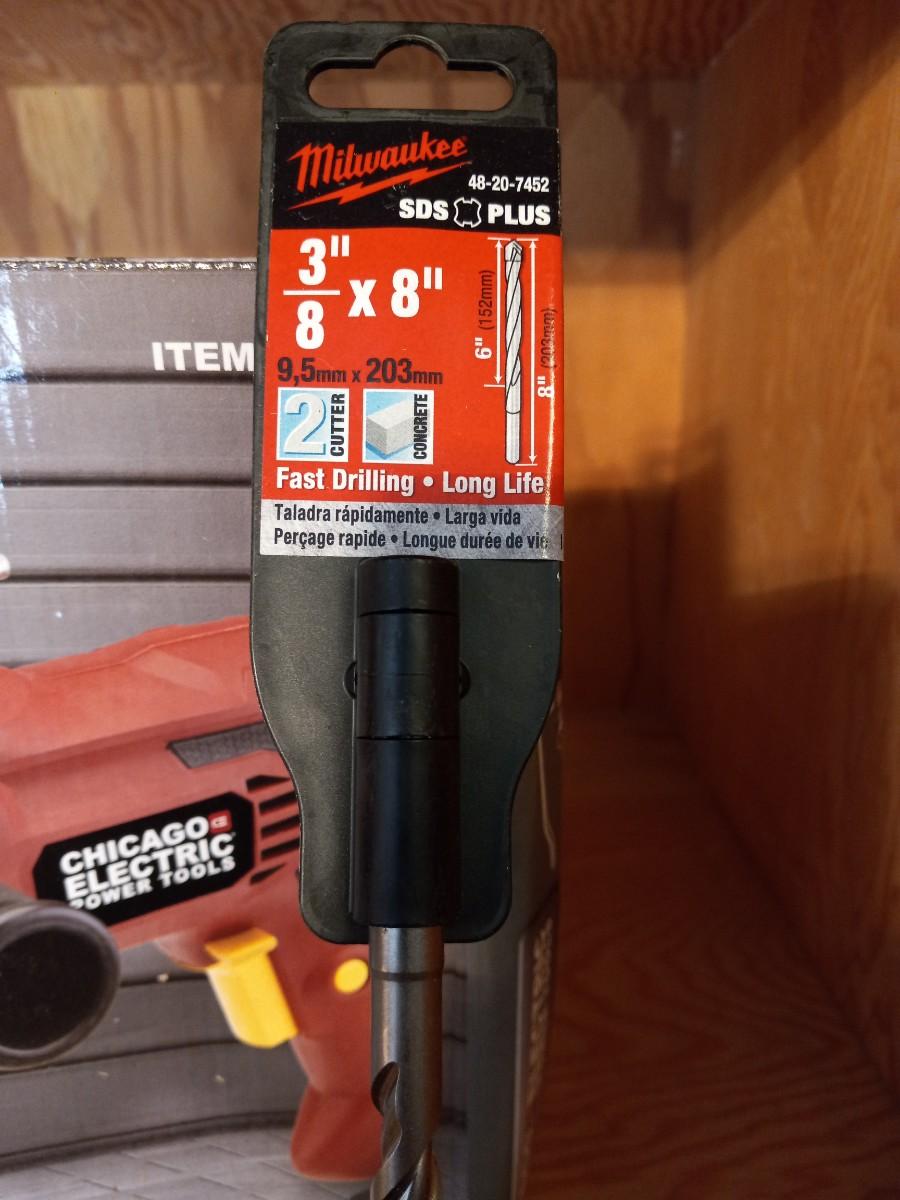 Milwaukee
48-20-7452
SDS PLUS
3"
8
x 8"
9,5mm x 203mm
6" (152mm)
8" (203mm)
2 CUTTER
CONCRETE
Fast Drilling • Long Life
Taladra rápidamente • Larga vida
Perçage rapide • Longue durée de vie
ITEM
CHICAGO
ELECTRIC
POWER TOOLS